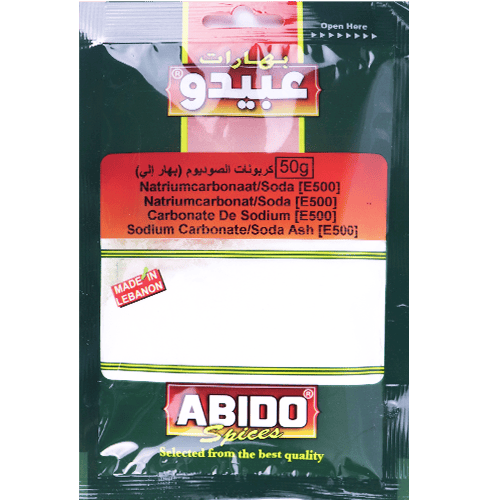 Open Here
بهارات
عبيدو®
كربونات الصوديوم (بهار إلي) 50g
Natriumcarbonaat/Soda [E500]
Natriumcarbonat/Soda [E500]
Carbonate De Sodium [E500]
Sodium Carbonate/Soda Ash [E500]
MADE IN
LEBANON
ABIDO®
Spices
Selected from the best quality